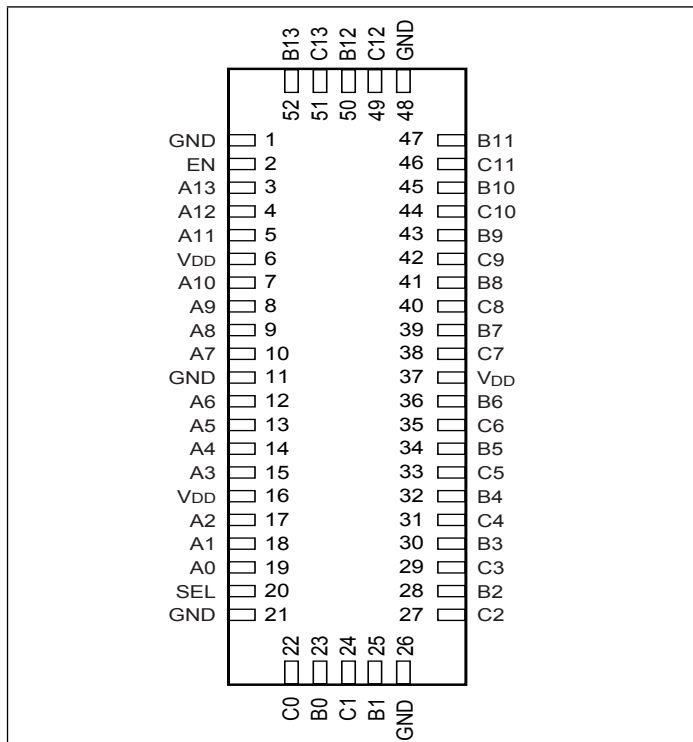 B13 C13 B12 C12 GND
52 51 50 49 48
GND 1 47 B11
EN 2 46 C11
A13 3 45 B10
A12 4 44 C10
A11 5 43 B9
VDD 6 42 C9
A10 7 41 B8
A9 8 40 C8
A8 9 39 B7
A7 10 38 C7
GND 11 37 VDD
A6 12 36 B6
A5 13 35 C6
A4 14 34 B5
A3 15 33 C5
VDD 16 32 B4
A2 17 31 C4
A1 18 30 B3
A0 19 29 C3
SEL 20 28 B2
GND 21 27 C2
22 23 24 25 26
C0 B0 C1 B1 GND